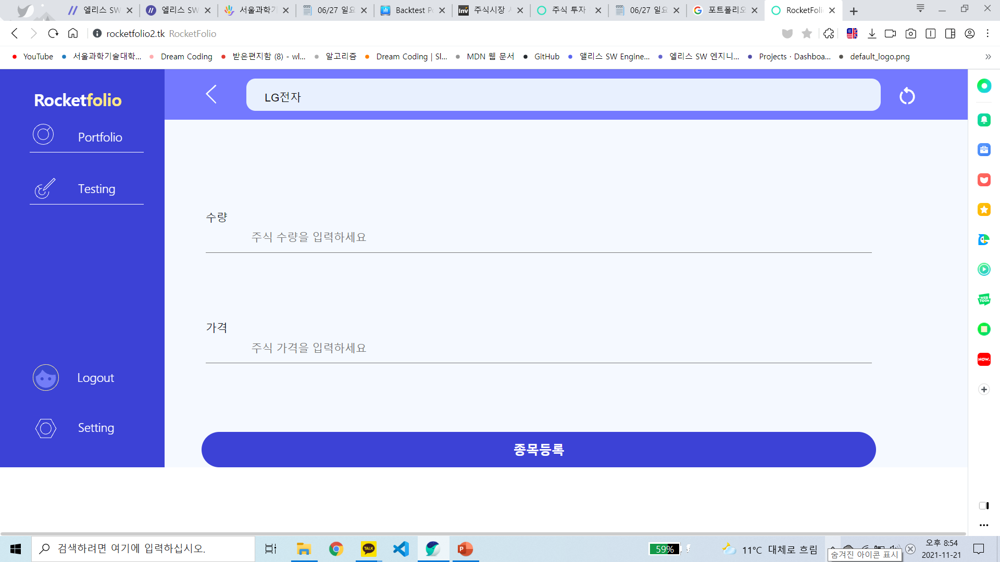 엘리스 SW
엘리스 SW
서울과학기
06/27 일요
Backtest Po
주식시장 
주식 투자
06/27 일요
포트폴리오
RocketFoli
rocketfolio2.tk RocketFolio
YouTube
서울과학기술대학...
Dream Coding
받은편지함 (8) - wl...
알고리즘
Dream Coding | Sl...
MDN 웹 문서
GitHub
앨리스 SW Engine...
엘리스 SW 엔지니...
Projects · Dashboa...
default_logo.png
Rocketfolio
LG전자
Portfolio
Testing
수량
주식 수량을 입력하세요
가격
주식 가격을 입력하세요
Logout
Setting
종목등록
WEB
TOON
NOW.
검색하려면 여기에 입력하십시오.
TALK
59%
11°C 대체로 흐림
숨겨진 아이콘 표시
오후 8:54
2021-11-21